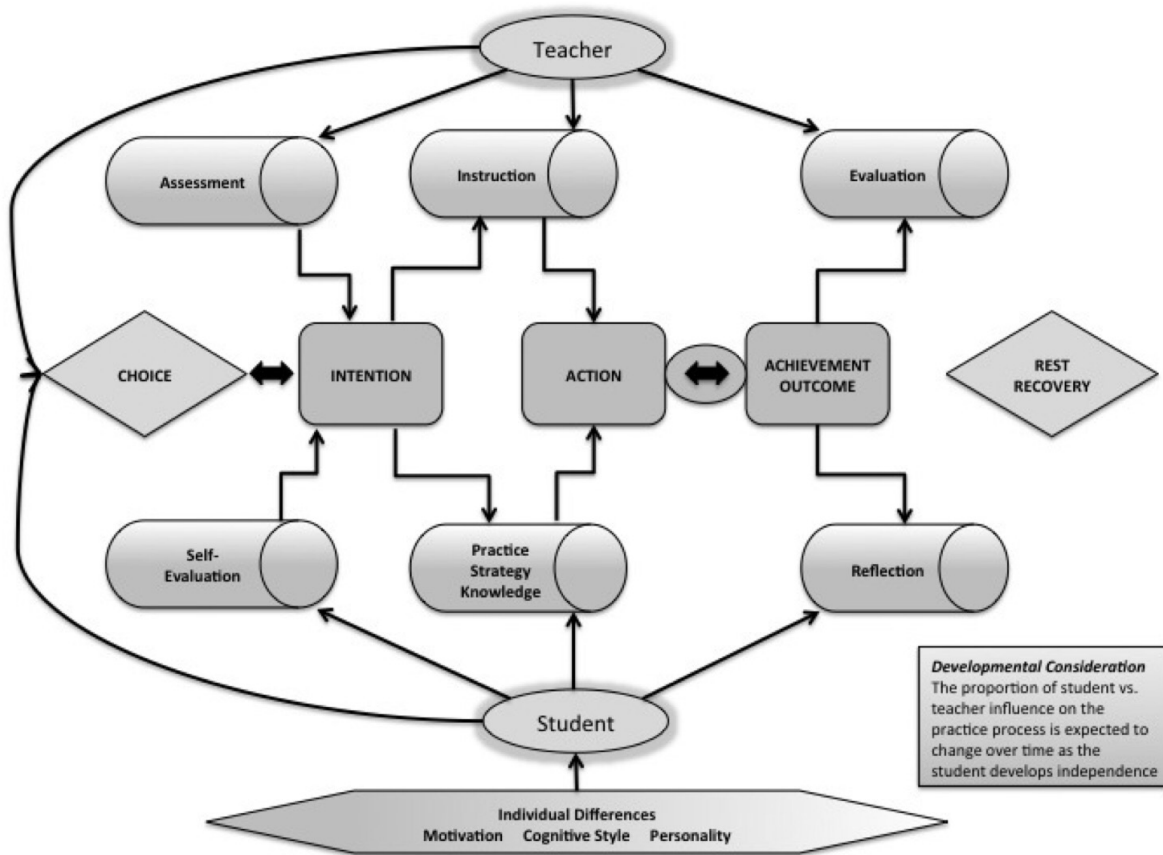 Teacher
Assessment
Instruction
Evaluation
CHOICE
INTENTION
ACTION
ACHIEVEMENT
OUTCOME
REST
RECOVERY
Self-
Evaluation
Practice
Strategy
Knowledge
Reflection
Student
Developmental Consideration
The proportion of student vs.
teacher influence on the
practice process is expected to
change over time as the
student develops independence
Individual Differences
Motivation Cognitive Style Personality